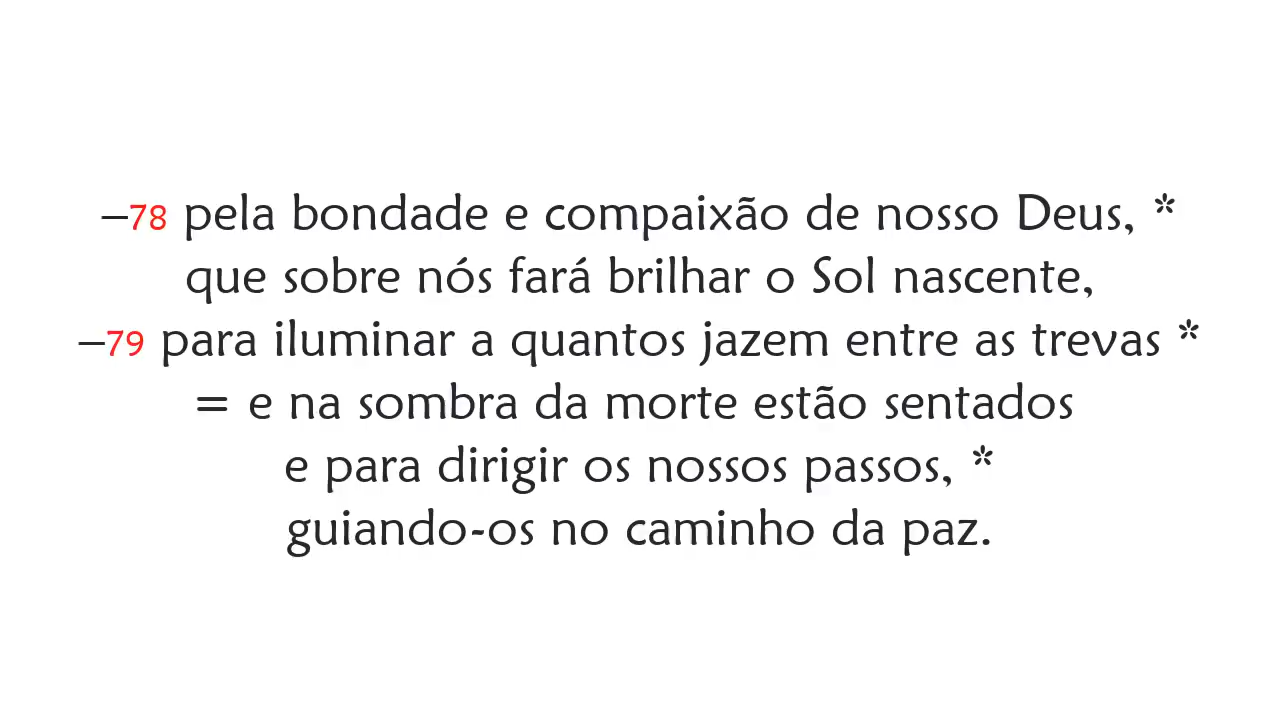 –78 pela bondade e compaixão de nosso Deus, *
que sobre nós fará brilhar o Sol nascente,
–79 para iluminar a quantos jazem entre as trevas *
= e na sombra da morte estão sentados
e para dirigir os nossos passos, *
guiando-os no caminho da paz.